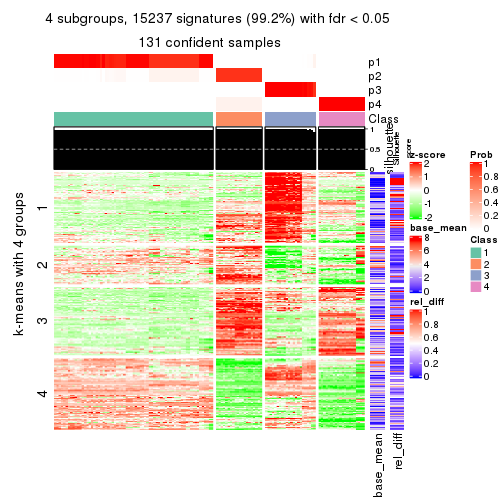 4 subgroups, 15237 signatures (99.2%) with fdr < 0.05
131 confident samples
p1
p2
p3
p4
Class
1
0.5
0
silhouette
Silhouette
score
k-means with 4 groups
1
2
3
4
base_mean
rel_diff
z-score
2
1
0
-1
-2
base_mean
8
6
4
2
0
rel_diff
1
0.8
0.6
0.4
0.2
0
Prob
1
0.8
0.6
0.4
0.2
0
Class
1
2
3
4